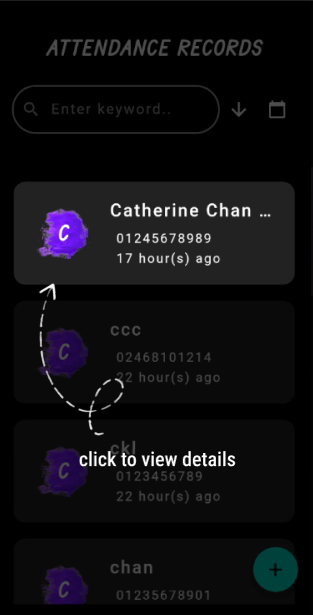 ATTENDANCE RECORDS
Enter keyword..
C
Catherine Chan ...
01245678989
17 hour(s) ago
C
ccc
02468101214
22 hour(s) ago
C
ckl
0123456789
22 hour(s) ago
click to view details
C
chan
01235678901
+